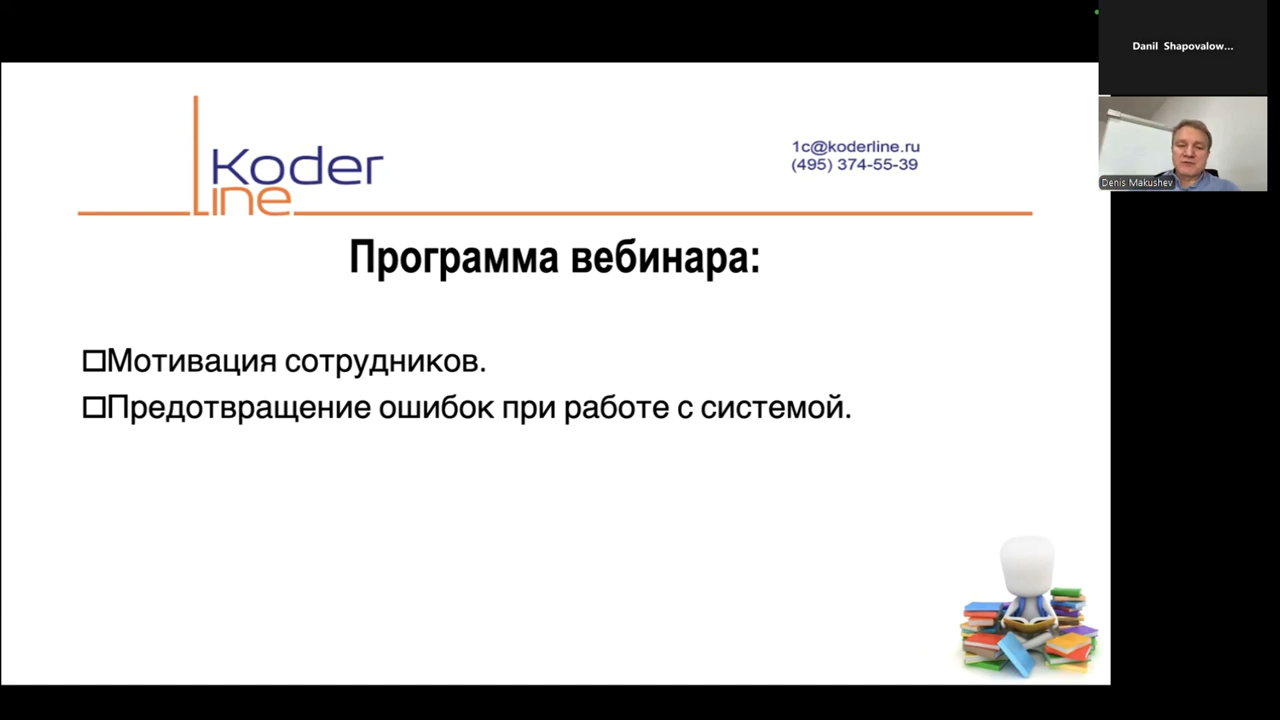 Koder
Line
1c@koderline.ru
(495) 374-55-39
Программа вебинара:
Мотивация сотрудников.
Предотвращение ошибок при работе с системой.
Danil Shapovalow...
Denis Makushev